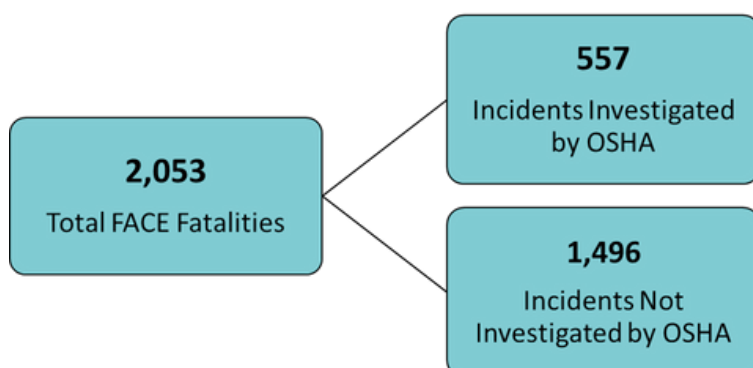 2,053
Total FACE Fatalities
557
Incidents Investigated
by OSHA
1,496
Incidents Not
Investigated by OSHA